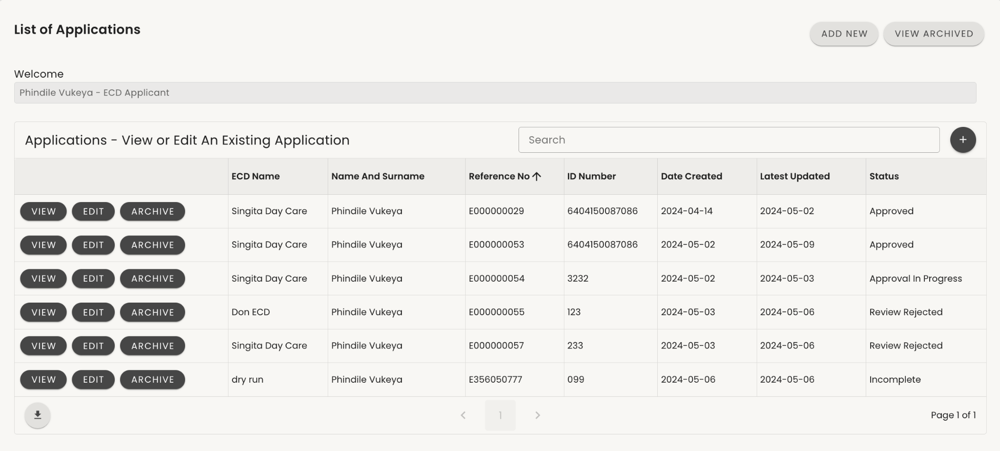 List of Applications
ADD NEW VIEW ARCHIVED
Welcome
Phindile Vukeya - ECD Applicant
Applications - View or Edit An Existing Application Search +
ECD Name Name And Surname Reference No ↑ ID Number Date Created Latest Updated Status
VIEW EDIT ARCHIVE Singita Day Care Phindile Vukeya E000000029 6404150087086 2024-04-14 2024-05-02 Approved
VIEW EDIT ARCHIVE Singita Day Care Phindile Vukeya E000000053 6404150087086 2024-05-02 2024-05-09 Approved
VIEW EDIT ARCHIVE Singita Day Care Phindile Vukeya E000000054 3232 2024-05-02 2024-05-03 Approval In Progress
VIEW EDIT ARCHIVE Don ECD Phindile Vukeya E000000055 123 2024-05-03 2024-05-06 Review Rejected
VIEW EDIT ARCHIVE Singita Day Care Phindile Vukeya E000000057 233 2024-05-03 2024-05-06 Review Rejected
VIEW EDIT ARCHIVE dry run Phindile Vukeya E356050777 099 2024-05-06 2024-05-06 Incomplete
1 Page 1 of 1